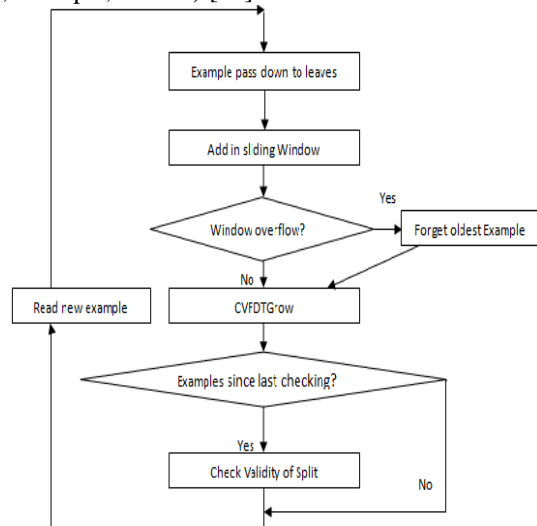 Example pass down to leaves
Add in sliding Window
Yes
Window overflow?
Forget oldest Example
No
Read new example
CVFDTGrow
Examples since last checking?
Yes
Check Validity of Split
No